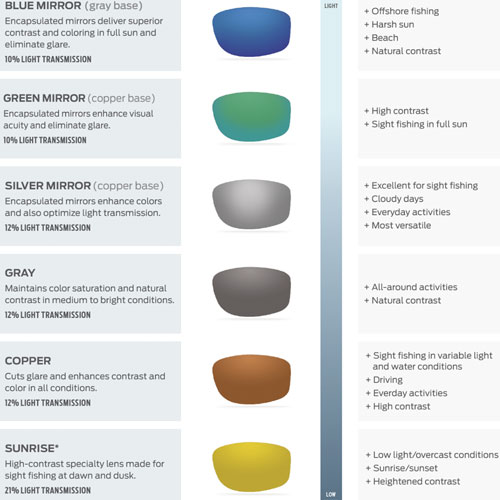 BLUE MIRROR (gray base)
Encapsulated mirrors deliver superior
contrast and coloring in full sun and
eliminate glare.
10% LIGHT TRANSMISSION
LIGHT
+ Offshore fishing
+ Harsh sun
+ Beach
+ Natural contrast
GREEN MIRROR (copper base)
Encapsulated mirrors enhance visual
acuity and eliminate glare.
10% LIGHT TRANSMISSION
+ High contrast
+ Sight fishing in full sun
SILVER MIRROR (copper base)
Encapsulated mirrors enhance colors
and also optimize light transmission.
12% LIGHT TRANSMISSION
+ Excellent for sight fishing
+ Cloudy days
+ Everyday activities
+ Most versatile
GRAY
Maintains color saturation and natural
contrast in medium to bright conditions.
12% LIGHT TRANSMISSION
+ All-around activities
+ Natural contrast
COPPER
Cuts glare and enhances contrast and
color in all conditions.
12% LIGHT TRANSMISSION
+ Sight fishing in variable light
and water conditions
+ Driving
+ Everday activities
+ High contrast
SUNRISE*
High-contrast specialty lens made for
sight fishing at dawn and dusk.
21% LIGHT TRANSMISSION
LOW
+ Low light/overcast conditions
+ Sunrise/sunset
+ Heightened contrast